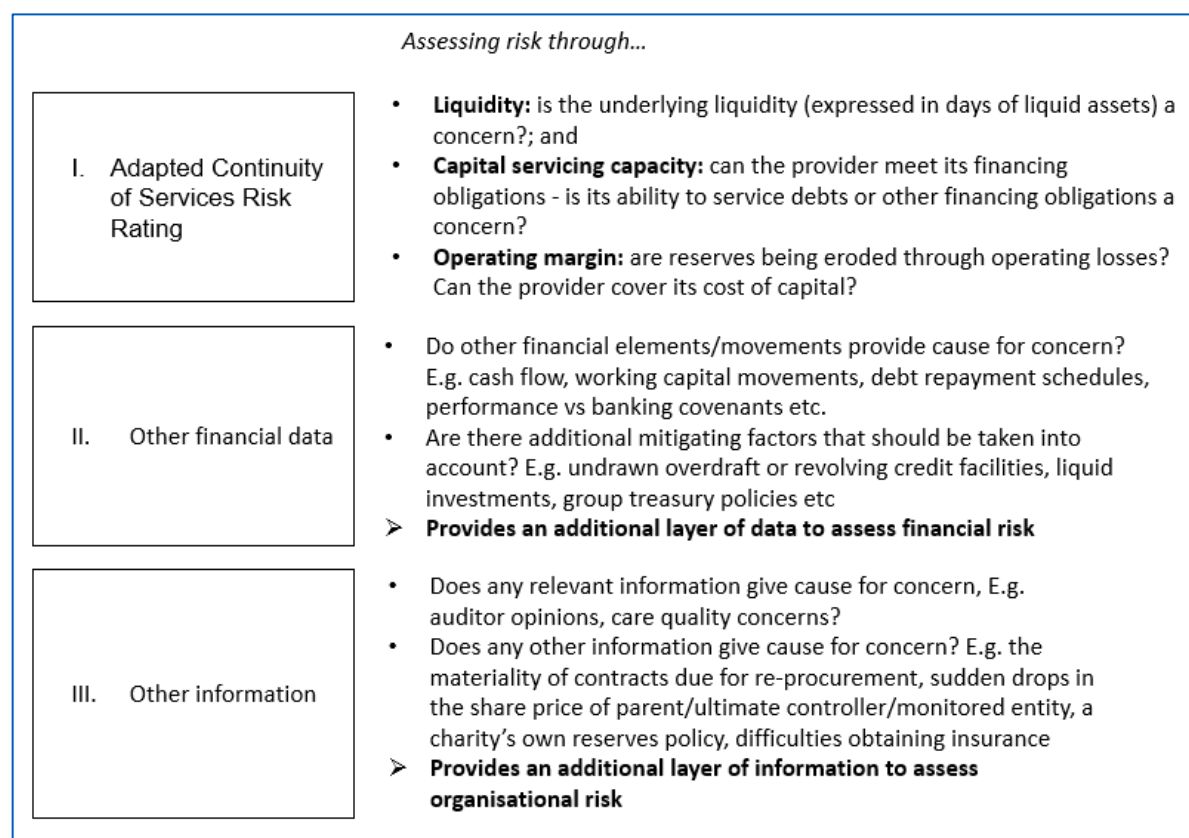 Assessing risk through…
I. Adapted Continuity
of Services Risk
Rating
• Liquidity: is the underlying liquidity (expressed in days of liquid assets) a
concern?; and
• Capital servicing capacity: can the provider meet its financing
obligations - is its ability to service debts or other financing obligations a
concern?
• Operating margin: are reserves being eroded through operating losses?
Can the provider cover its cost of capital?
II. Other financial data
• Do other financial elements/movements provide cause for concern?
E.g. cash flow, working capital movements, debt repayment schedules,
performance vs banking covenants etc.
• Are there additional mitigating factors that should be taken into
account? E.g. undrawn overdraft or revolving credit facilities, liquid
investments, group treasury policies etc
➢ Provides an additional layer of data to assess financial risk
III. Other information
• Does any relevant information give cause for concern, E.g.
auditor opinions, care quality concerns?
• Does any other information give cause for concern? E.g. the
materiality of contracts due for re-procurement, sudden drops in
the share price of parent/ultimate controller/monitored entity, a
charity’s own reserves policy, difficulties obtaining insurance
➢ Provides an additional layer of information to assess
organisational risk